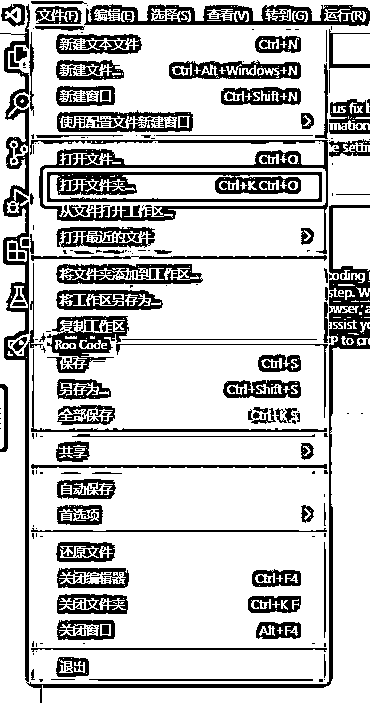 文件(F) 编辑(E) 选择(S) 查看(V) 转到(G) 运行(R)
新建文本文件 Ctrl+N
新建文件... Ctrl+Alt+Windows+N
新建窗口 Ctrl+Shift+N
使用配置文件新建窗口
打开文件... Ctrl+O
打开文件夹... Ctrl+K Ctrl+O
从文件打开工作区...
打开最近的文件
将文件夹添加到工作区...
将工作区另存为...
复制工作区
Roo Code
保存 Ctrl+S
另存为... Ctrl+Shift+S
全部保存 Ctrl+K S
共享
自动保存
首选项
还原文件
关闭编辑器 Ctrl+F4
关闭文件夹 Ctrl+K F
关闭窗口 Alt+F4
退出
us fix b
mation
e setti
coding
step. W
owser, a
assist yo
P to cre